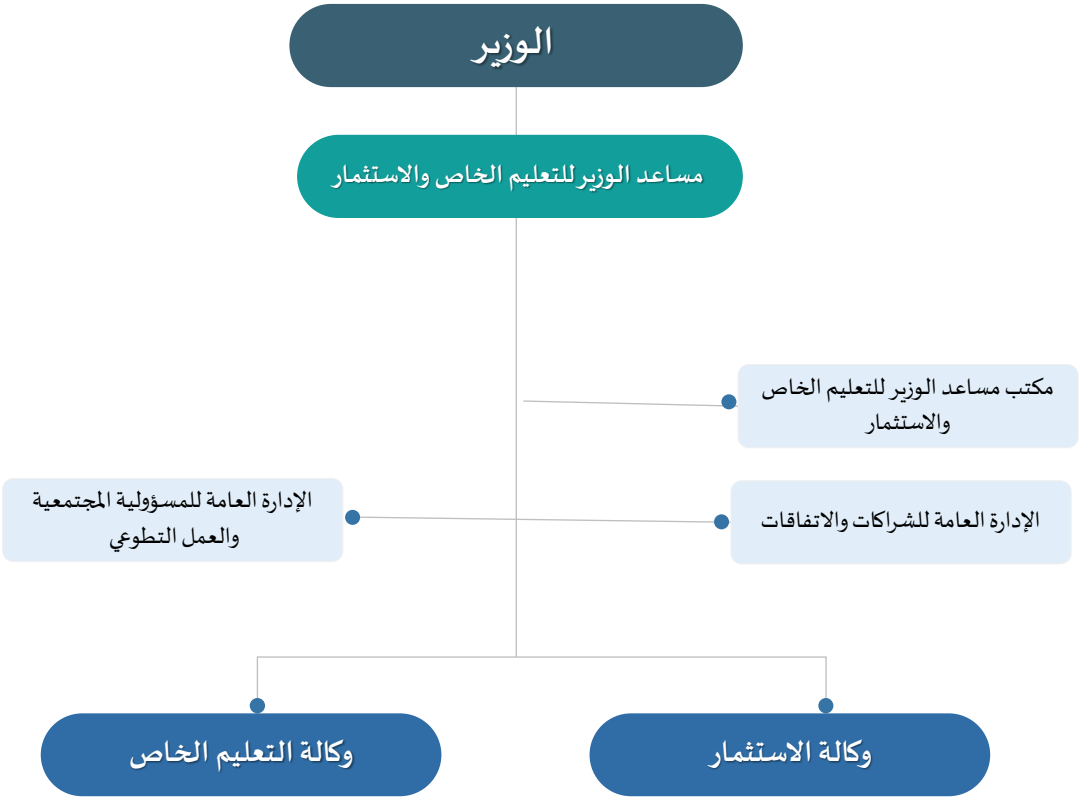 الوزير
مساعد الوزير للتعليم الخاص والاستثمار
مكتب مساعد الوزير للتعليم الخاص
والاستثمار
الإدارة العامة للشراكات والاتفاقات
الإدارة العامة للمسؤولية المجتمعية
والعمل التطوعي
وكالة الاستثمار
وكالة التعليم الخاص